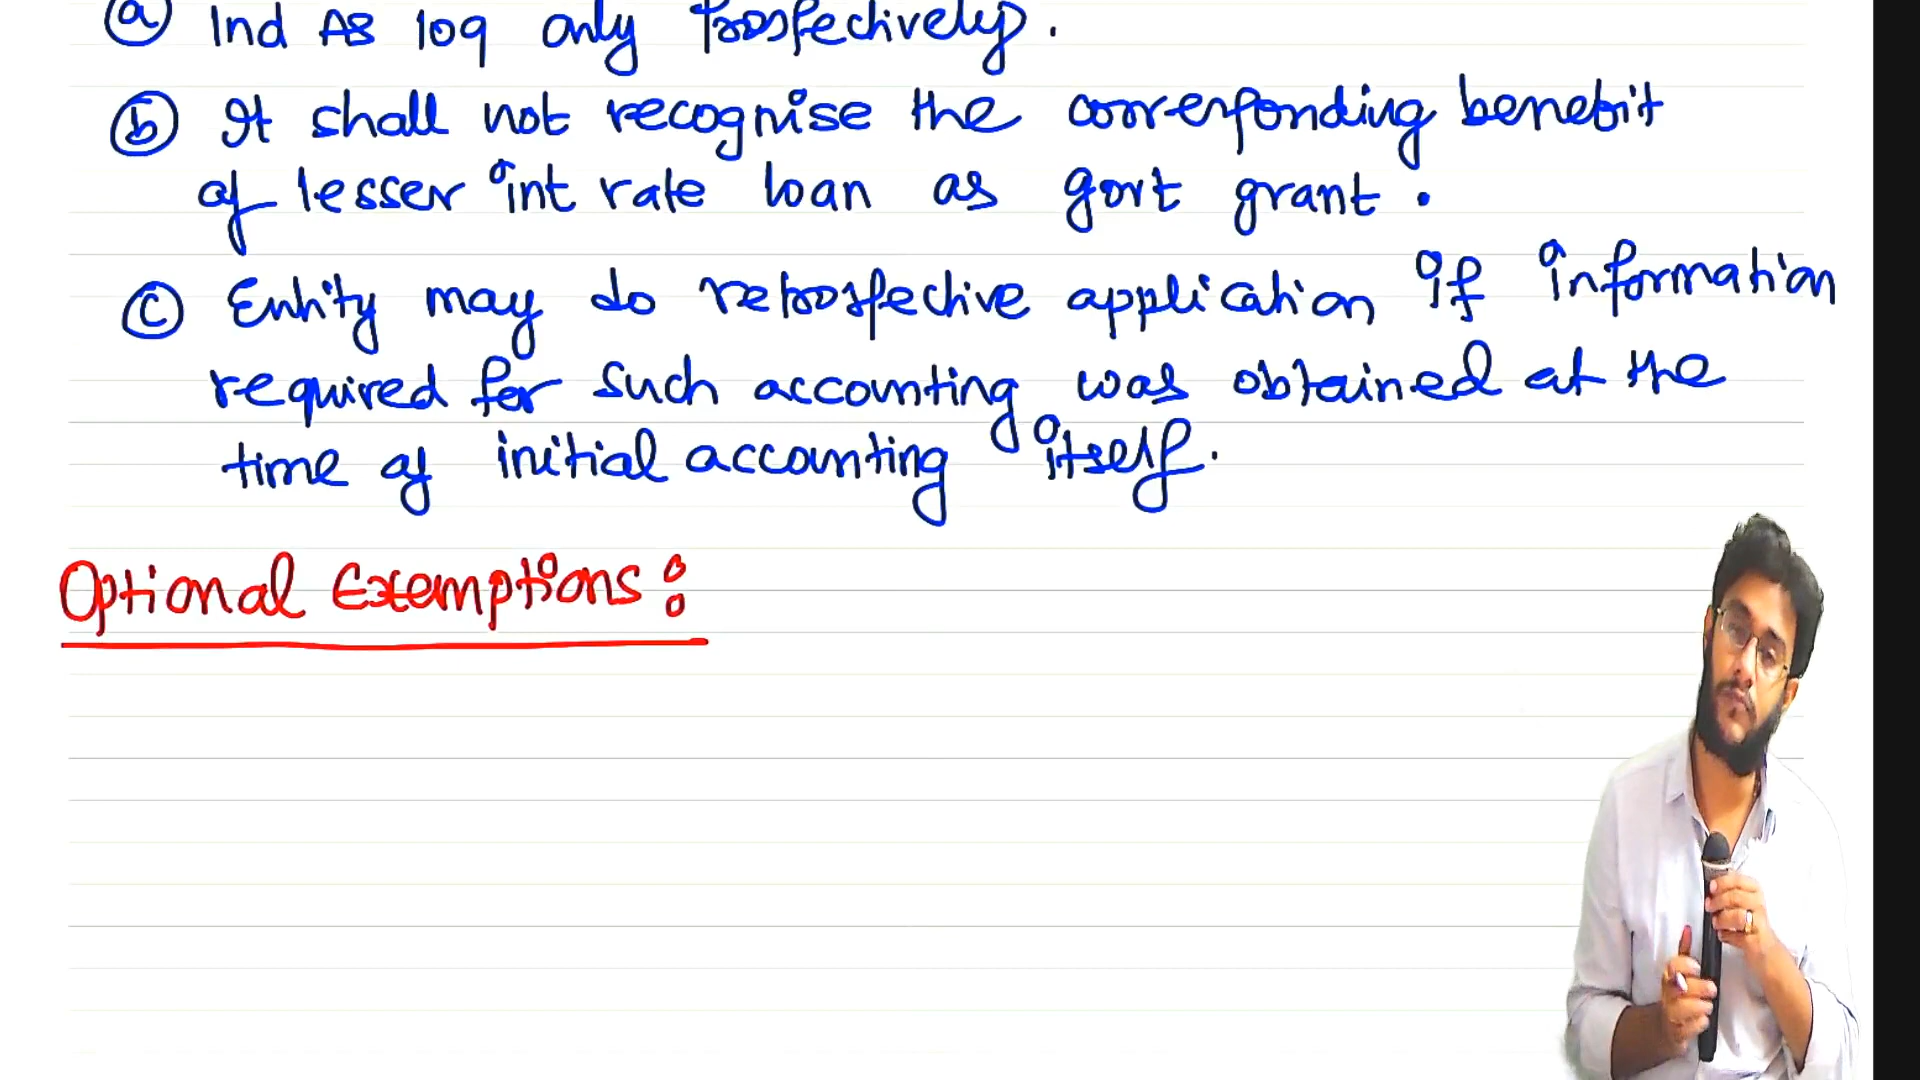 (a) Ind AS 109 only Prospectively.
(b) It shall not recognise the corresponding benefit
of lesser int rate loan as govt grant.
(c) Entity may do retrospective application if information
required for such accounting was obtained at the
time of initial accounting itself.
Optional Exemptions: